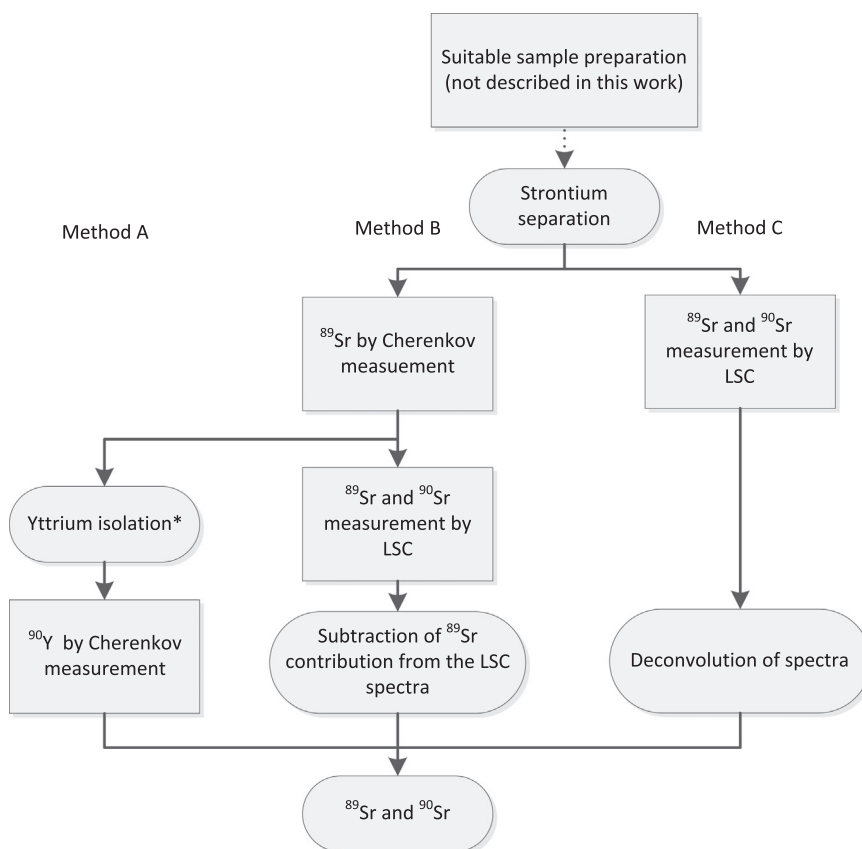 Suitable sample preparation
(not described in this work)
Strontium
separation
Method A
Method B
Method C
⁸⁹Sr by Cherenkov
measuement
⁸⁹Sr and ⁹⁰Sr
measurement by
LSC
Yttrium isolation*
⁸⁹Sr and ⁹⁰Sr
measurement by
LSC
⁹⁰Y by Cherenkov
measurement
Subtraction of ⁸⁹Sr
contribution from the LSC
spectra
Deconvolution of spectra
⁸⁹Sr and ⁹⁰Sr